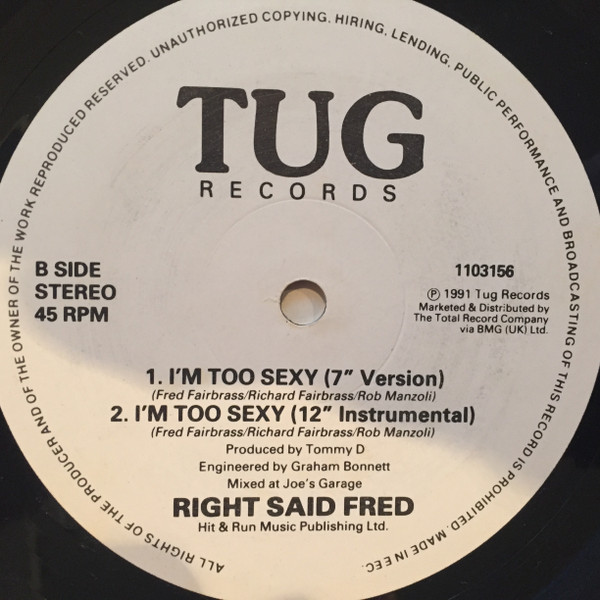 ALL RIGHTS OF THE PRODUCER AND OF THE OWNER OF THE WORK REPRODUCED RESERVED. UNAUTHORIZED COPYING, HIRING, LENDING, PUBLIC PERFORMANCE AND BROADCASTING OF THIS RECORD IS PROHIBITED. MADE IN EEC.
TUG
RECORDS
B SIDE
STEREO
45 RPM
1103156
Ⓟ 1991 Tug Records
Marketed & Distributed by
The Total Record Company
via BMG (UK) Ltd.
1. I'M TOO SEXY (7" Version)
(Fred Fairbrass/Richard Fairbrass/Rob Manzoli)
2. I'M TOO SEXY (12" Instrumental)
(Fred Fairbrass/Richard Fairbrass/Rob Manzoli)
Produced by Tommy D
Engineered by Graham Bonnett
Mixed at Joe's Garage
RIGHT SAID FRED
Hit & Run Music Publishing Ltd.